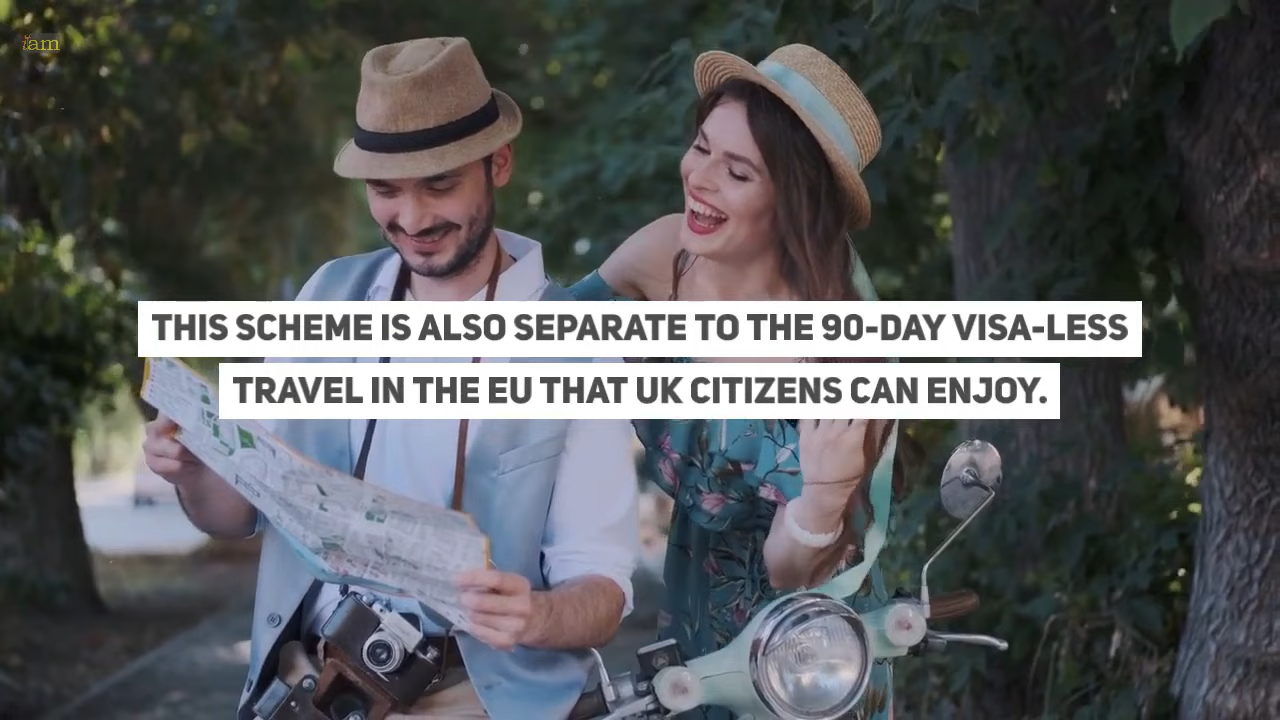 iam
THIS SCHEME IS ALSO SEPARATE TO THE 90-DAY VISA-LESS
TRAVEL IN THE EU THAT UK CITIZENS CAN ENJOY.